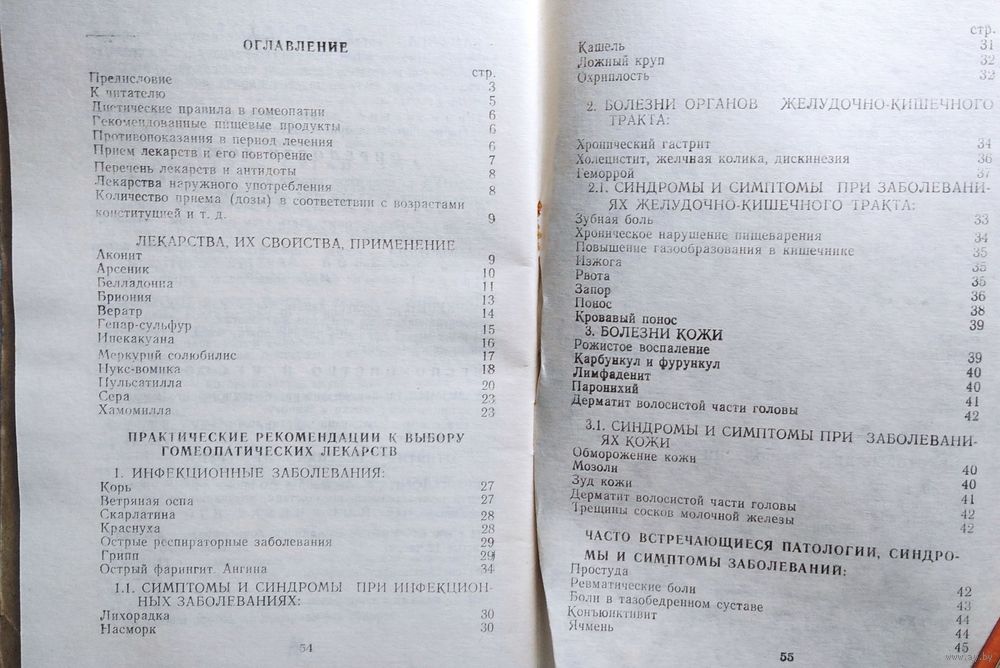 ОГЛАВЛЕНИЕ
стр.
Предисловие 3
К читателю 5
Диетические правила в гомеопатии 6
Рекомендованные пищевые продукты 6
Противопоказания в период лечения 6
Прием лекарств и его повторение 7
Перечень лекарств и антидоты 8
Лекарства наружного употребления 8
Количество приема (дозы) в соответствии с возрастами
конституцией и т. д. 9
ЛЕКАРСТВА, ИХ СВОЙСТВА, ПРИМЕНЕНИЕ
Аконит 9
Арсеник 10
Белладонна 11
Бриония 13
Вератр 14
Гепар-сульфур 15
Ипекакуана 16
Меркурий солюбилис 17
Нукс-вомика 18
Пульсатилла 20
Сера 23
Хамомилла 23
ПРАКТИЧЕСКИЕ РЕКОМЕНДАЦИИ К ВЫБОРУ
ГОМЕОПАТИЧЕСКИХ ЛЕКАРСТВ
1. ИНФЕКЦИОННЫЕ ЗАБОЛЕВАНИЯ:
Корь 27
Ветряная оспа 27
Скарлатина 28
Краснуха 28
Острые респираторные заболевания 29
Грипп 29
Острый фарингит. Ангина 34
1.1. СИМПТОМЫ И СИНДРОМЫ ПРИ ИНФЕКЦИОН-
НЫХ ЗАБОЛЕВАНИЯХ:
Лихорадка 30
Насморк 30
54
стр.
Кашель 31
Ложный круп 32
Охриплость 32
2. БОЛЕЗНИ ОРГАНОВ ЖЕЛУДОЧНО-КИШЕЧНОГО
ТРАКТА:
Хронический гастрит 34
Холецистит, желчная колика, дискинезия 36
Геморрой 37
2.1. СИНДРОМЫ И СИМПТОМЫ ПРИ ЗАБОЛЕВАНИ-
ЯХ ЖЕЛУДОЧНО-КИШЕЧНОГО ТРАКТА:
Зубная боль 33
Хроническое нарушение пищеварения 34
Повышение газообразования в кишечнике 35
Изжога 35
Рвота 35
Запор 36
Понос 38
Кровавый понос 39
3. БОЛЕЗНИ КОЖИ
Рожистое воспаление 39
Карбункул и фурункул 40
Лимфаденит 40
Паронихий 41
Дерматит волосистой части головы 42
3.1. СИНДРОМЫ И СИМПТОМЫ ПРИ ЗАБОЛЕВАНИ-
ЯХ КОЖИ
Обморожение кожи 40
Мозоли 40
Зуд кожи 41
Дерматит волосистой части головы 42
Трещины сосков молочной железы 42
ЧАСТО ВСТРЕЧАЮЩИЕСЯ ПАТОЛОГИИ, СИНДРО-
МЫ И СИМПТОМЫ ЗАБОЛЕВАНИЙ:
Простуда 42
Ревматические боли 43
Боли в тазобедренном суставе 44
Конъюнктивит 44
Ячмень 45
55
www.ay.by